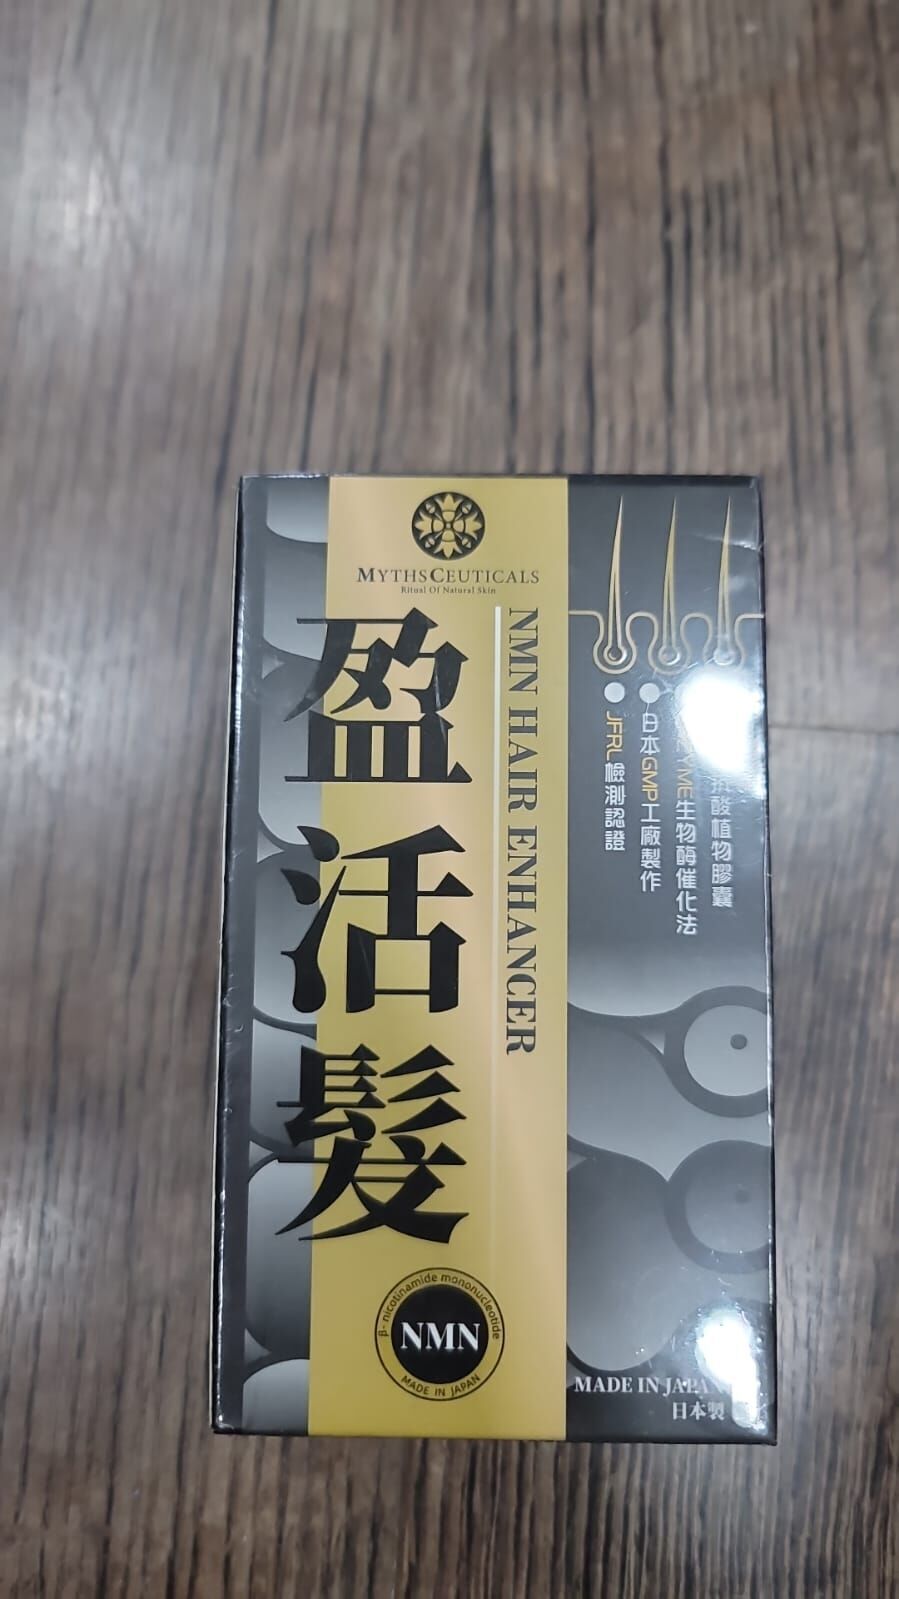 MYTHSCEUTICALS
Ritual Of Natural Skin
盈活髮
NMN HAIR ENHANCER
抗酸植物膠囊
生物酶催化法
日本GMP工廠製作
JFRL檢測認證
β-nicotinamide mononucleotide
NMN
MADE IN JAPAN
MADE IN JAPAN
日本製